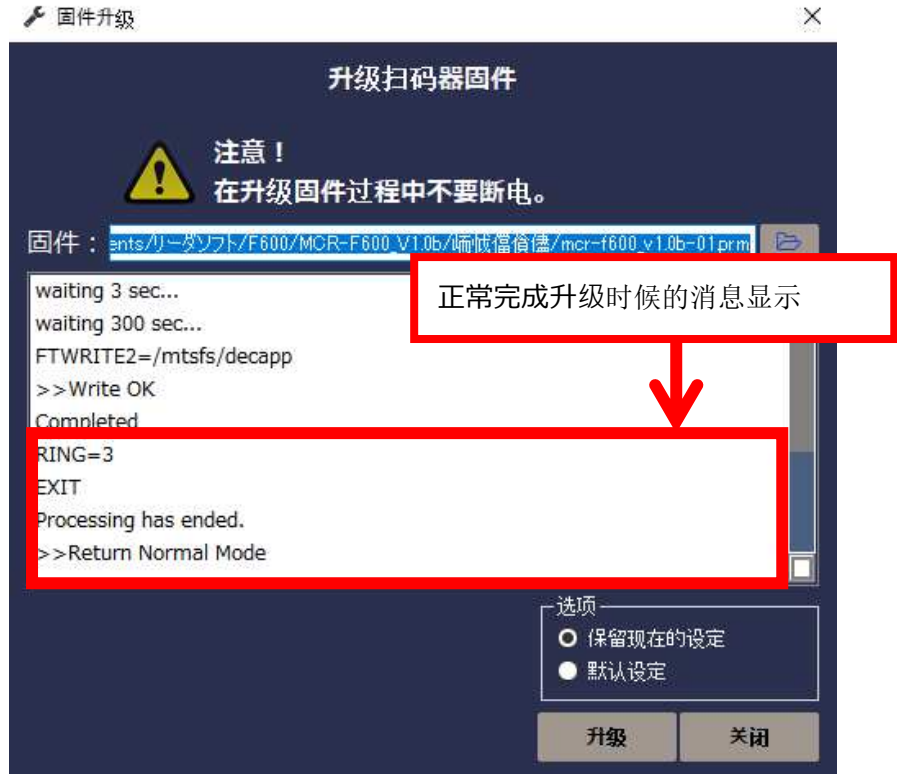 固件升级
升级扫码器固件
注意！
在升级固件过程中不要断电。
固件：
ents/リーダソフト/F600/MCR-F600_V1.0b/ /mcr-f600_v1.0b-01.prm
正常完成升级时候的消息显示
waiting 3 sec...
waiting 300 sec...
FTWRITE2=/mtsfs/decapp
>>Write OK
Completed
RING=3
EXIT
Processing has ended.
>>Return Normal Mode
选项
保留现在的设定
默认设定
升级
关闭